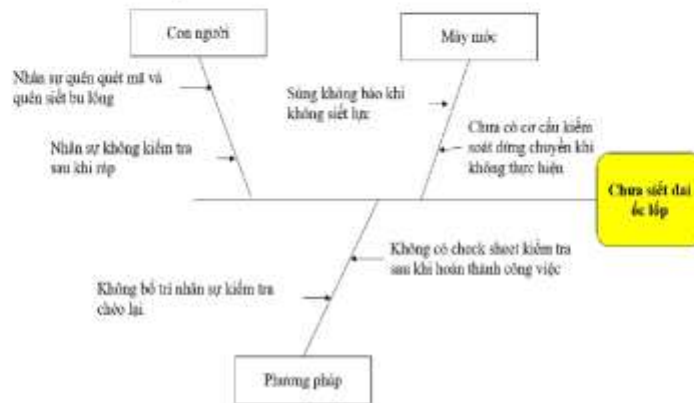 Con người
Máy móc
Nhân sự quên quét mã và
quên siết bu lông
Súng không báo khi
không siết lực
Nhân sự không kiểm tra
sau khi ráp
Chưa có cơ cấu kiểm
soát dừng chuyền khi
không thực hiện
Chưa siết đai
ốc lốp
Không có check sheet kiểm tra
sau khi hoàn thành công việc
Không bố trí nhân sự kiểm tra
chéo lại
Phương pháp